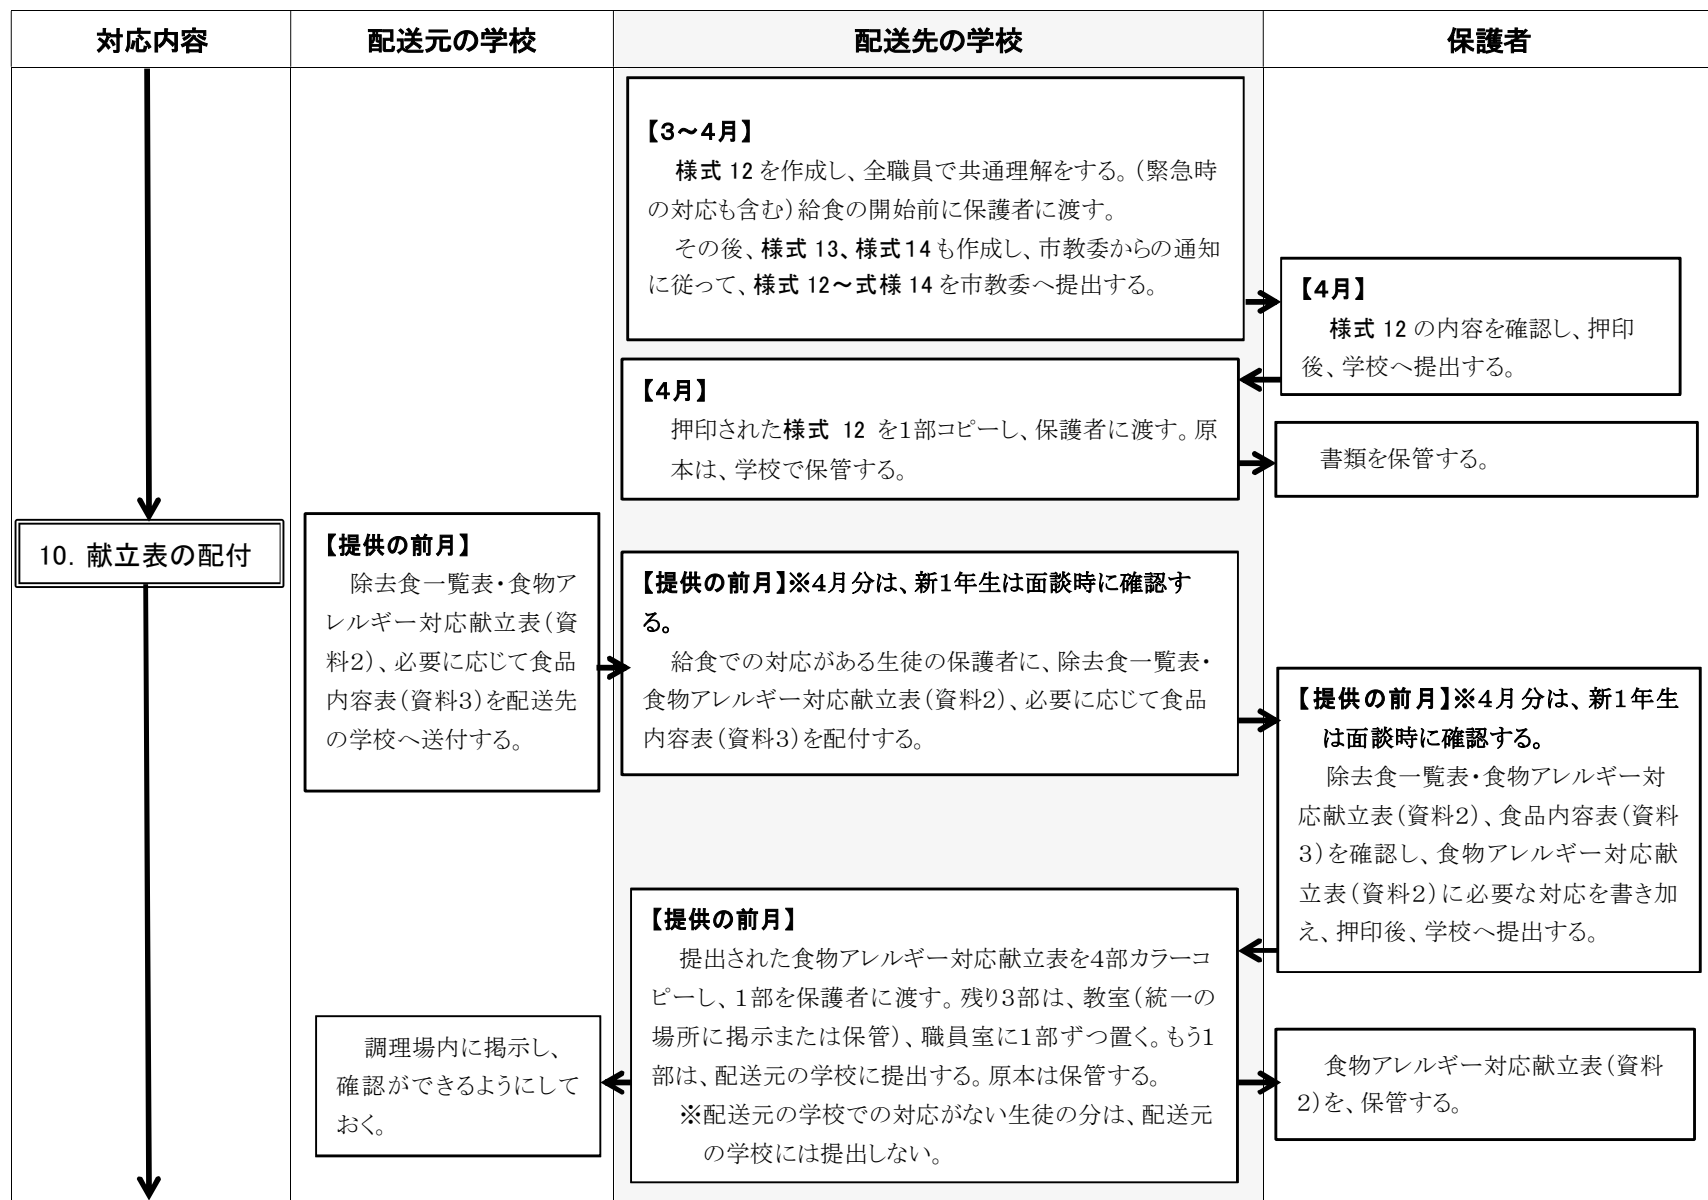 対応内容
配送元の学校
配送先の学校
保護者
【3～4月】
様式 12 を作成し、全職員で共通理解をする。（緊急時
の対応も含む）給食の開始前に保護者に渡す。
その後、様式 13、様式14 も作成し、市教委からの通知
に従って、様式 12～式様 14 を市教委へ提出する。
【4月】
様式 12 の内容を確認し、押印
後、学校へ提出する。
【4月】
押印された様式 12 を1部コピーし、保護者に渡す。原
本は、学校で保管する。
書類を保管する。
10．献立表の配付
【提供の前月】
除去食一覧表・食物ア
レルギー対応献立表（資
料2）、必要に応じて食品
内容表（資料3）を配送先
の学校へ送付する。
【提供の前月】※4月分は、新1年生は面談時に確認す
る。
給食での対応がある生徒の保護者に、除去食一覧表・
食物アレルギー対応献立表（資料2）、必要に応じて食品
内容表（資料3）を配付する。
【提供の前月】※4月分は、新1年生
は面談時に確認する。
除去食一覧表・食物アレルギー対
応献立表（資料2）、食品内容表（資料
3）を確認し、食物アレルギー対応献
立表（資料2）に必要な対応を書き加
え、押印後、学校へ提出する。
【提供の前月】
提出された食物アレルギー対応献立表を4部カラーコ
ピーし、1部を保護者に渡す。残り3部は、教室（統一の
場所に掲示または保管）、職員室に1部ずつ置く。もう1
部は、配送元の学校に提出する。原本は保管する。
※配送元の学校での対応がない生徒の分は、配送元
の学校には提出しない。
調理場内に掲示し、
確認ができるようにして
おく。
食物アレルギー対応献立表（資料
2）を、保管する。